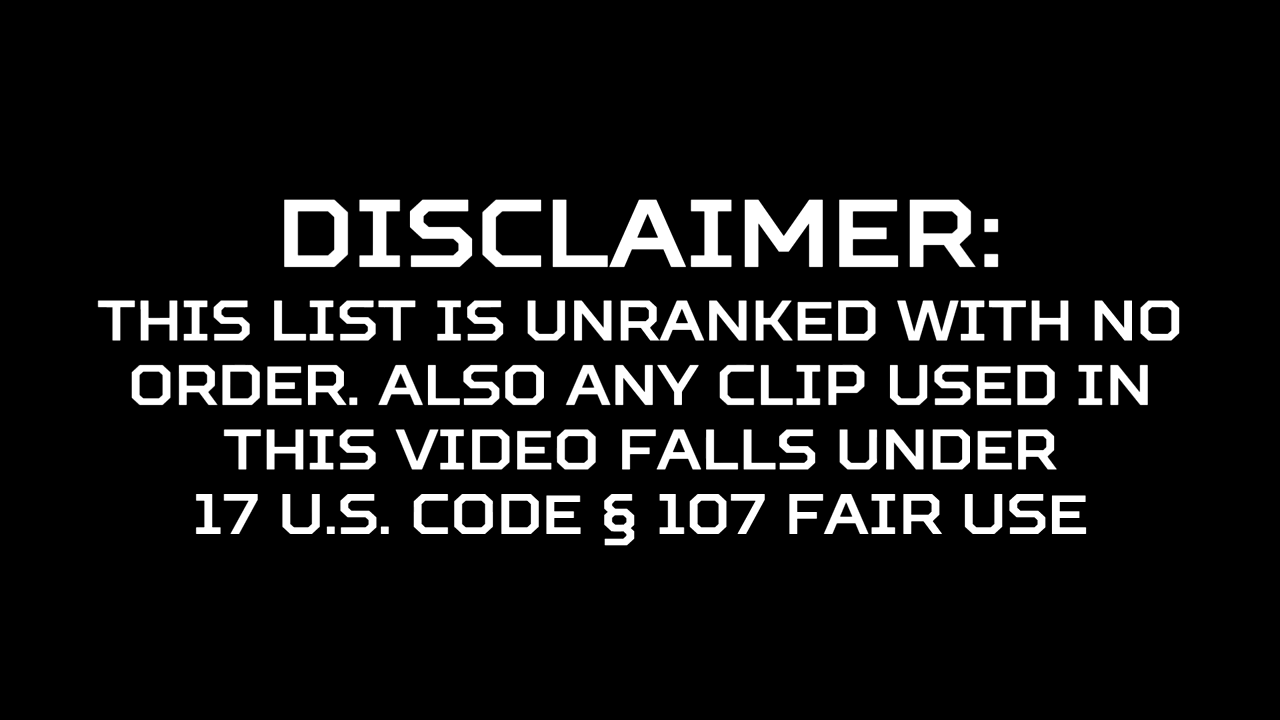 DISCLAIMER:
THIS LIST IS UNRANKED WITH NO
ORDER. ALSO ANY CLIP USED IN
THIS VIDEO FALLS UNDER
17 U.S. CODE § 107 FAIR USE